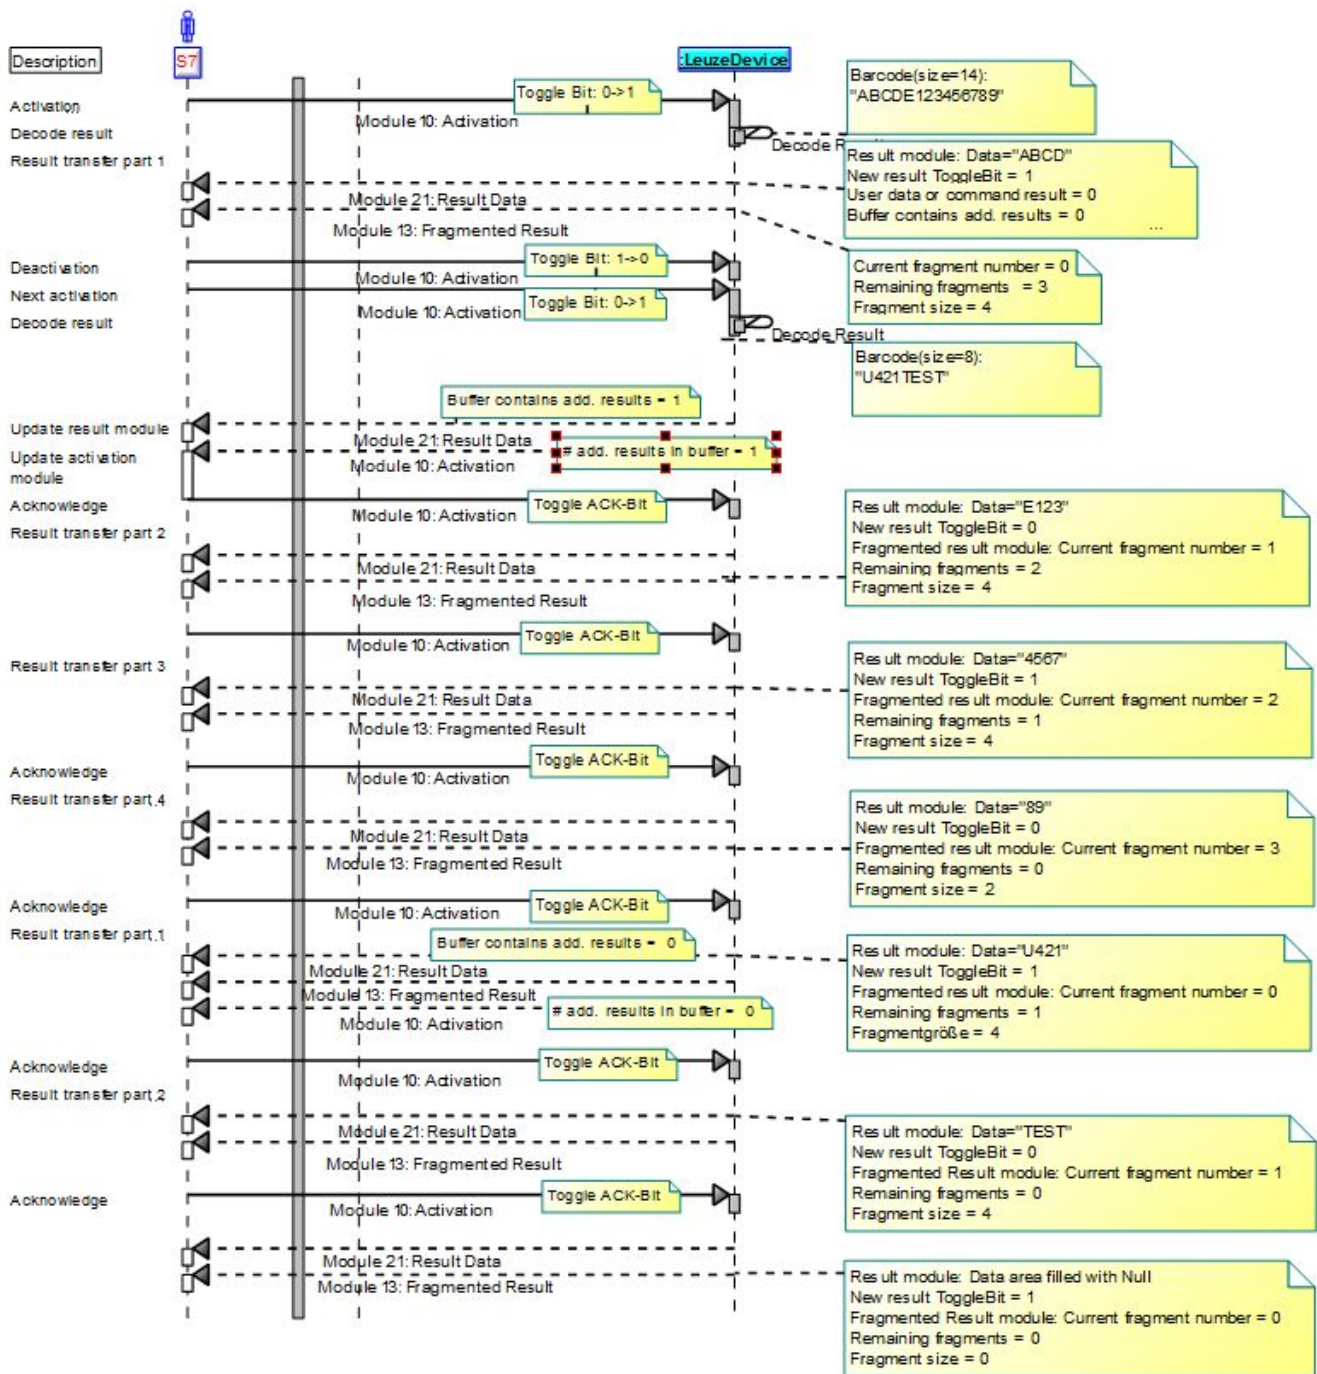 Description
S7
:LeuzeDevice
Activation
Toggle Bit: 0->1
Module 10: Activation
Barcode(size=14):
"ABCDE123456789"
Decode result
Decode Result
Result transfer part 1
Result module: Data="ABCD"
New result ToggleBit = 1
User data or command result = 0
Buffer contains add. results = 0
...
Module 21: Result Data
Module 13: Fragmented Result
Current fragment number = 0
Remaining fragments = 3
Fragment size = 4
Deactivation
Toggle Bit: 1->0
Module 10: Activation
Next activation
Toggle Bit: 0->1
Module 10: Activation
Decode result
Decode Result
Barcode(size=8):
"U421TEST"
Buffer contains add. results = 1
Update result module
Module 21: Result Data
Update activation
module
# add. results in buffer = 1
Module 10: Activation
Acknowledge
Toggle ACK-Bit
Module 10: Activation
Result transfer part 2
Result module: Data="E123"
New result ToggleBit = 0
Fragmented result module: Current fragment number = 1
Remaining fragments = 2
Fragment size = 4
Module 21: Result Data
Module 13: Fragmented Result
Toggle ACK-Bit
Module 10: Activation
Result transfer part 3
Result module: Data="4567"
New result ToggleBit = 1
Fragmented result module: Current fragment number = 2
Remaining fragments = 1
Fragment size = 4
Module 21: Result Data
Module 13: Fragmented Result
Acknowledge
Toggle ACK-Bit
Module 10: Activation
Result transfer part.4
Result module: Data="89"
New result ToggleBit = 0
Fragmented result module: Current fragment number = 3
Remaining fragments = 0
Fragment size = 2
Module 21: Result Data
Module 13: Fragmented Result
Acknowledge
Toggle ACK-Bit
Module 10: Activation
Result transfer part.1
Buffer contains add. results = 0
Result module: Data="U421"
New result ToggleBit = 1
Fragmented result module: Current fragment number = 0
Remaining fragments = 1
Fragmentgröße = 4
Module 21: Result Data
Module 13: Fragmented Result
# add. results in buffer = 0
Module 10: Activation
Acknowledge
Toggle ACK-Bit
Module 10: Activation
Result transfer part.2
Result module: Data="TEST"
New result ToggleBit = 0
Fragmented Result module: Current fragment number = 1
Remaining fragments = 0
Fragment size = 4
Module 21: Result Data
Module 13: Fragmented Result
Acknowledge
Toggle ACK-Bit
Module 10: Activation
Module 21: Result Data
Module 13: Fragmented Result
Result module: Data area filled with Null
New result ToggleBit = 1
Fragmented Result module: Current fragment number = 0
Remaining fragments = 0
Fragment size = 0